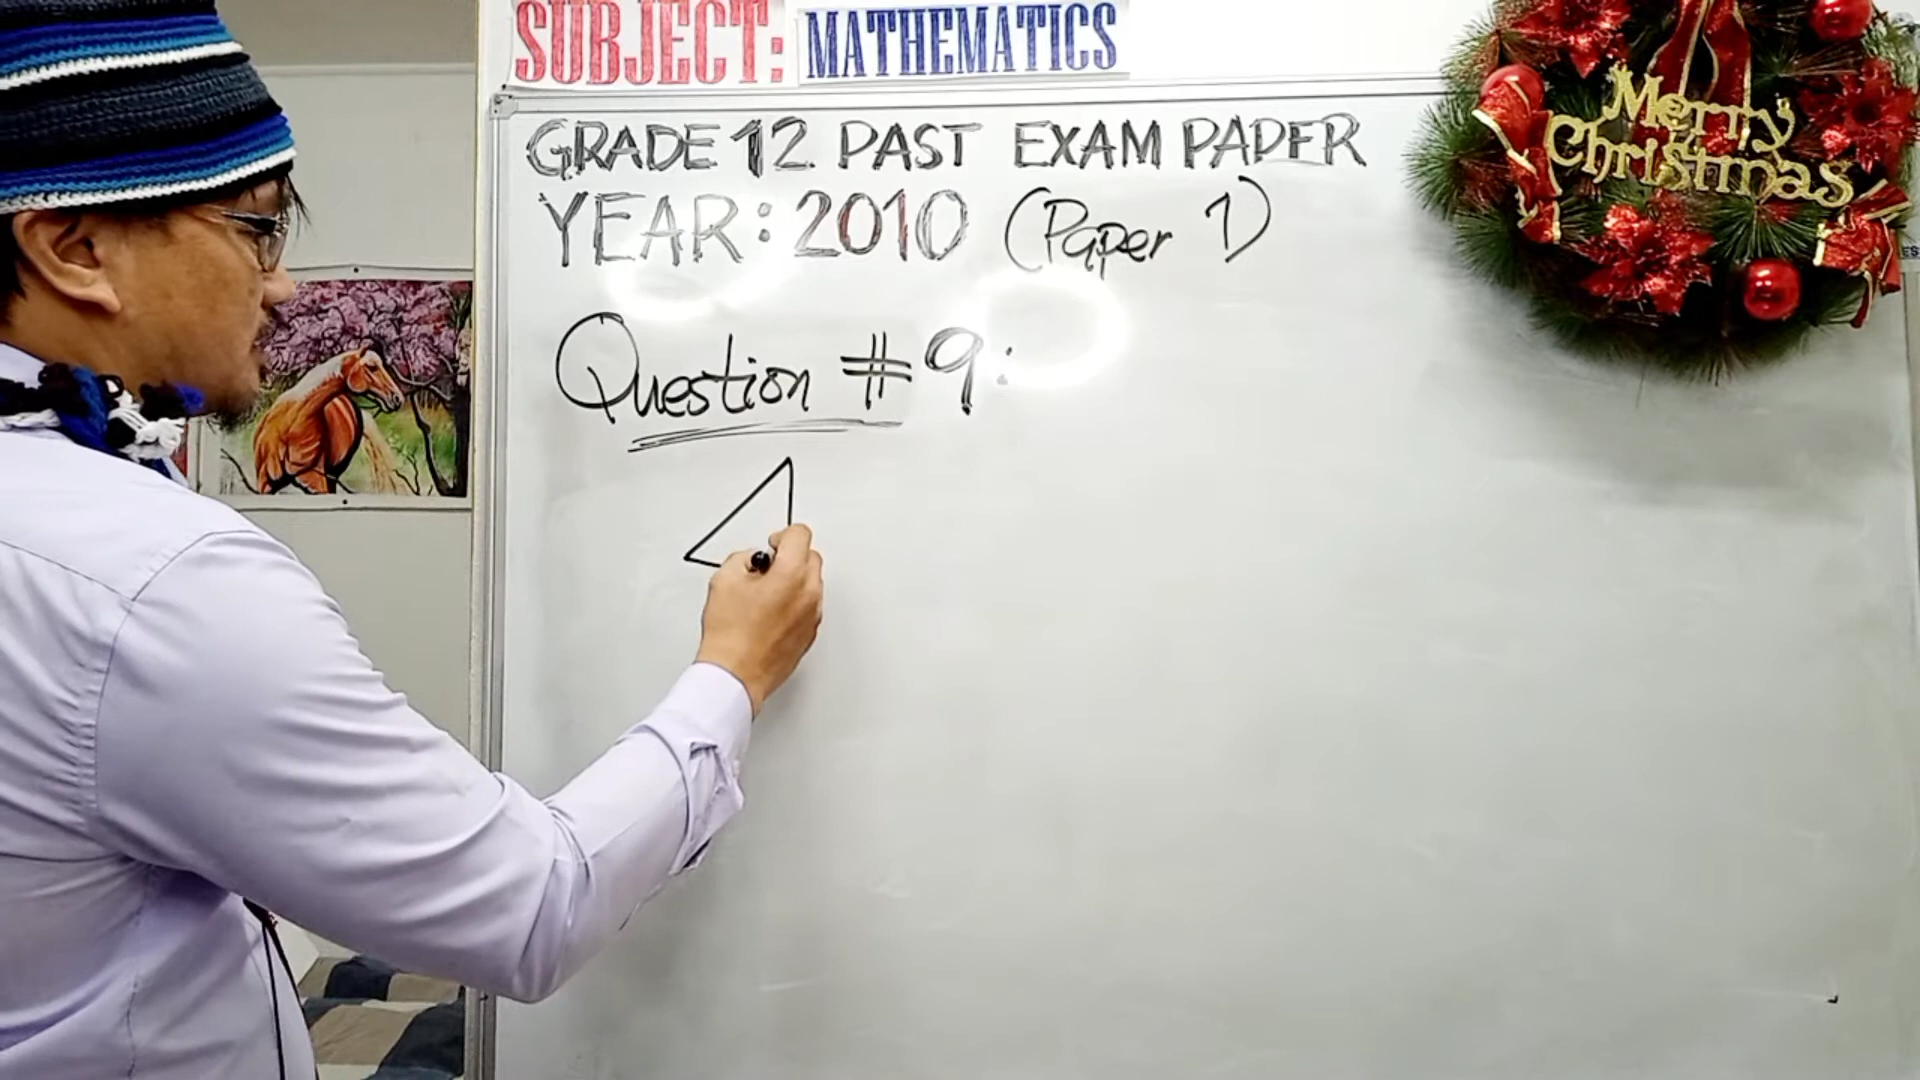 SUBJECT: MATHEMATICS
GRADE 12 PAST EXAM PAPER
YEAR: 2010 (Paper 1)
Question # 9:
Merry
Christmas